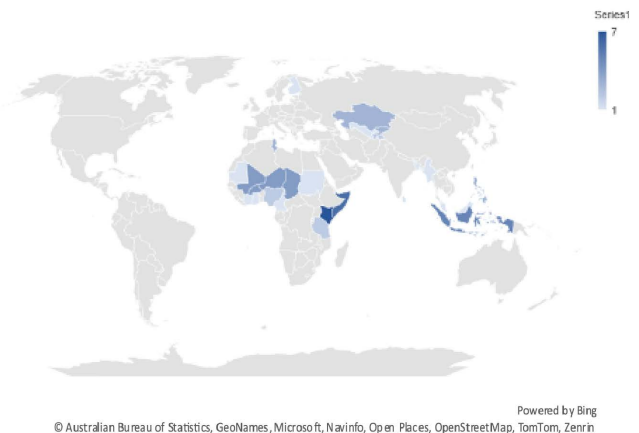 Series1
7
1
Powered by Bing
© Australian Bureau of Statistics, GeoNames, Microsoft, Navinfo, Open Places, OpenStreetMap, TomTom, Zenrin